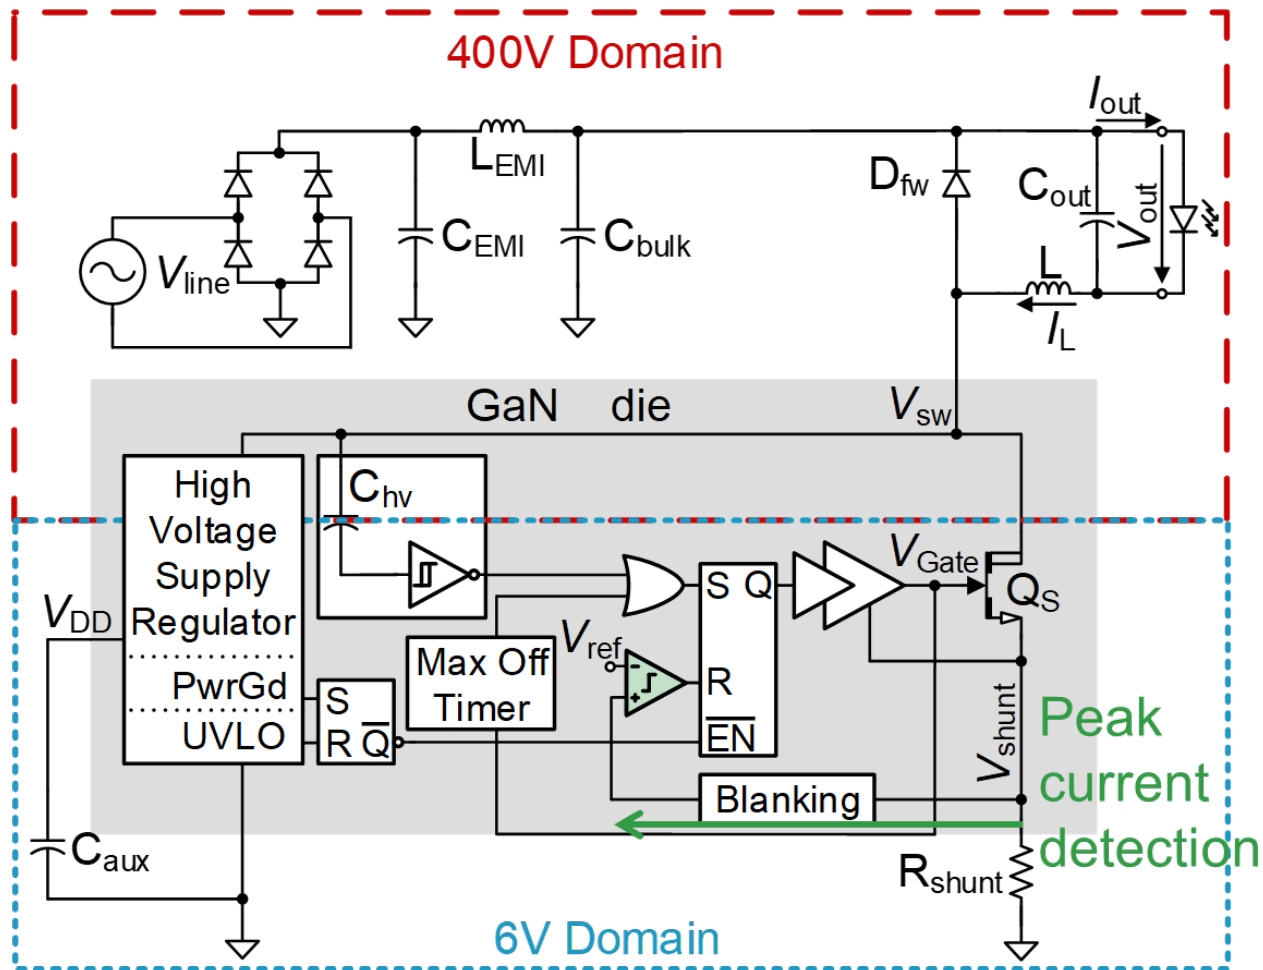 400V Domain
Iout
LEMI
Dfw
Cout
Vout
CEMI
Cbulk
Vline
L
IL
GaN die
Vsw
High
Voltage
Supply
Regulator
Chv
VDD
VGate
QS
S Q
Vref
Max Off
Timer
-
+
R
PwrGd
UVLO
S
R Q
EN
Vshunt
Peak
current
detection
Blanking
Caux
Rshunt
6V Domain